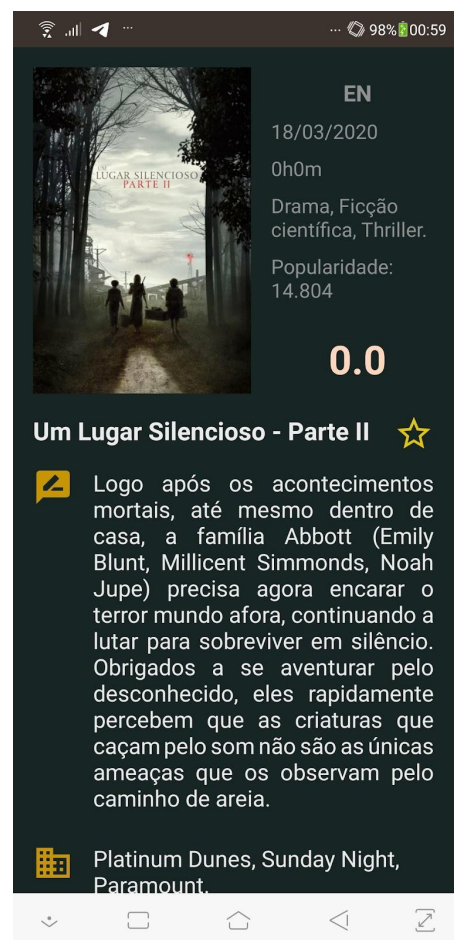 98% 00:59
EN
18/03/2020
0h0m
Drama, Ficção
científica, Thriller.
Popularidade:
14.804
0.0
UM
LUGAR SILENCIOSO
PARTE II
Um Lugar Silencioso - Parte II
Logo após os acontecimentos
mortais, até mesmo dentro de
casa, a família Abbott (Emily
Blunt, Millicent Simmonds, Noah
Jupe) precisa agora encarar o
terror mundo afora, continuando a
lutar para sobreviver em silêncio.
Obrigados a se aventurar pelo
desconhecido, eles rapidamente
percebem que as criaturas que
caçam pelo som não são as únicas
ameaças que os observam pelo
caminho de areia.
Platinum Dunes, Sunday Night,
Paramount.